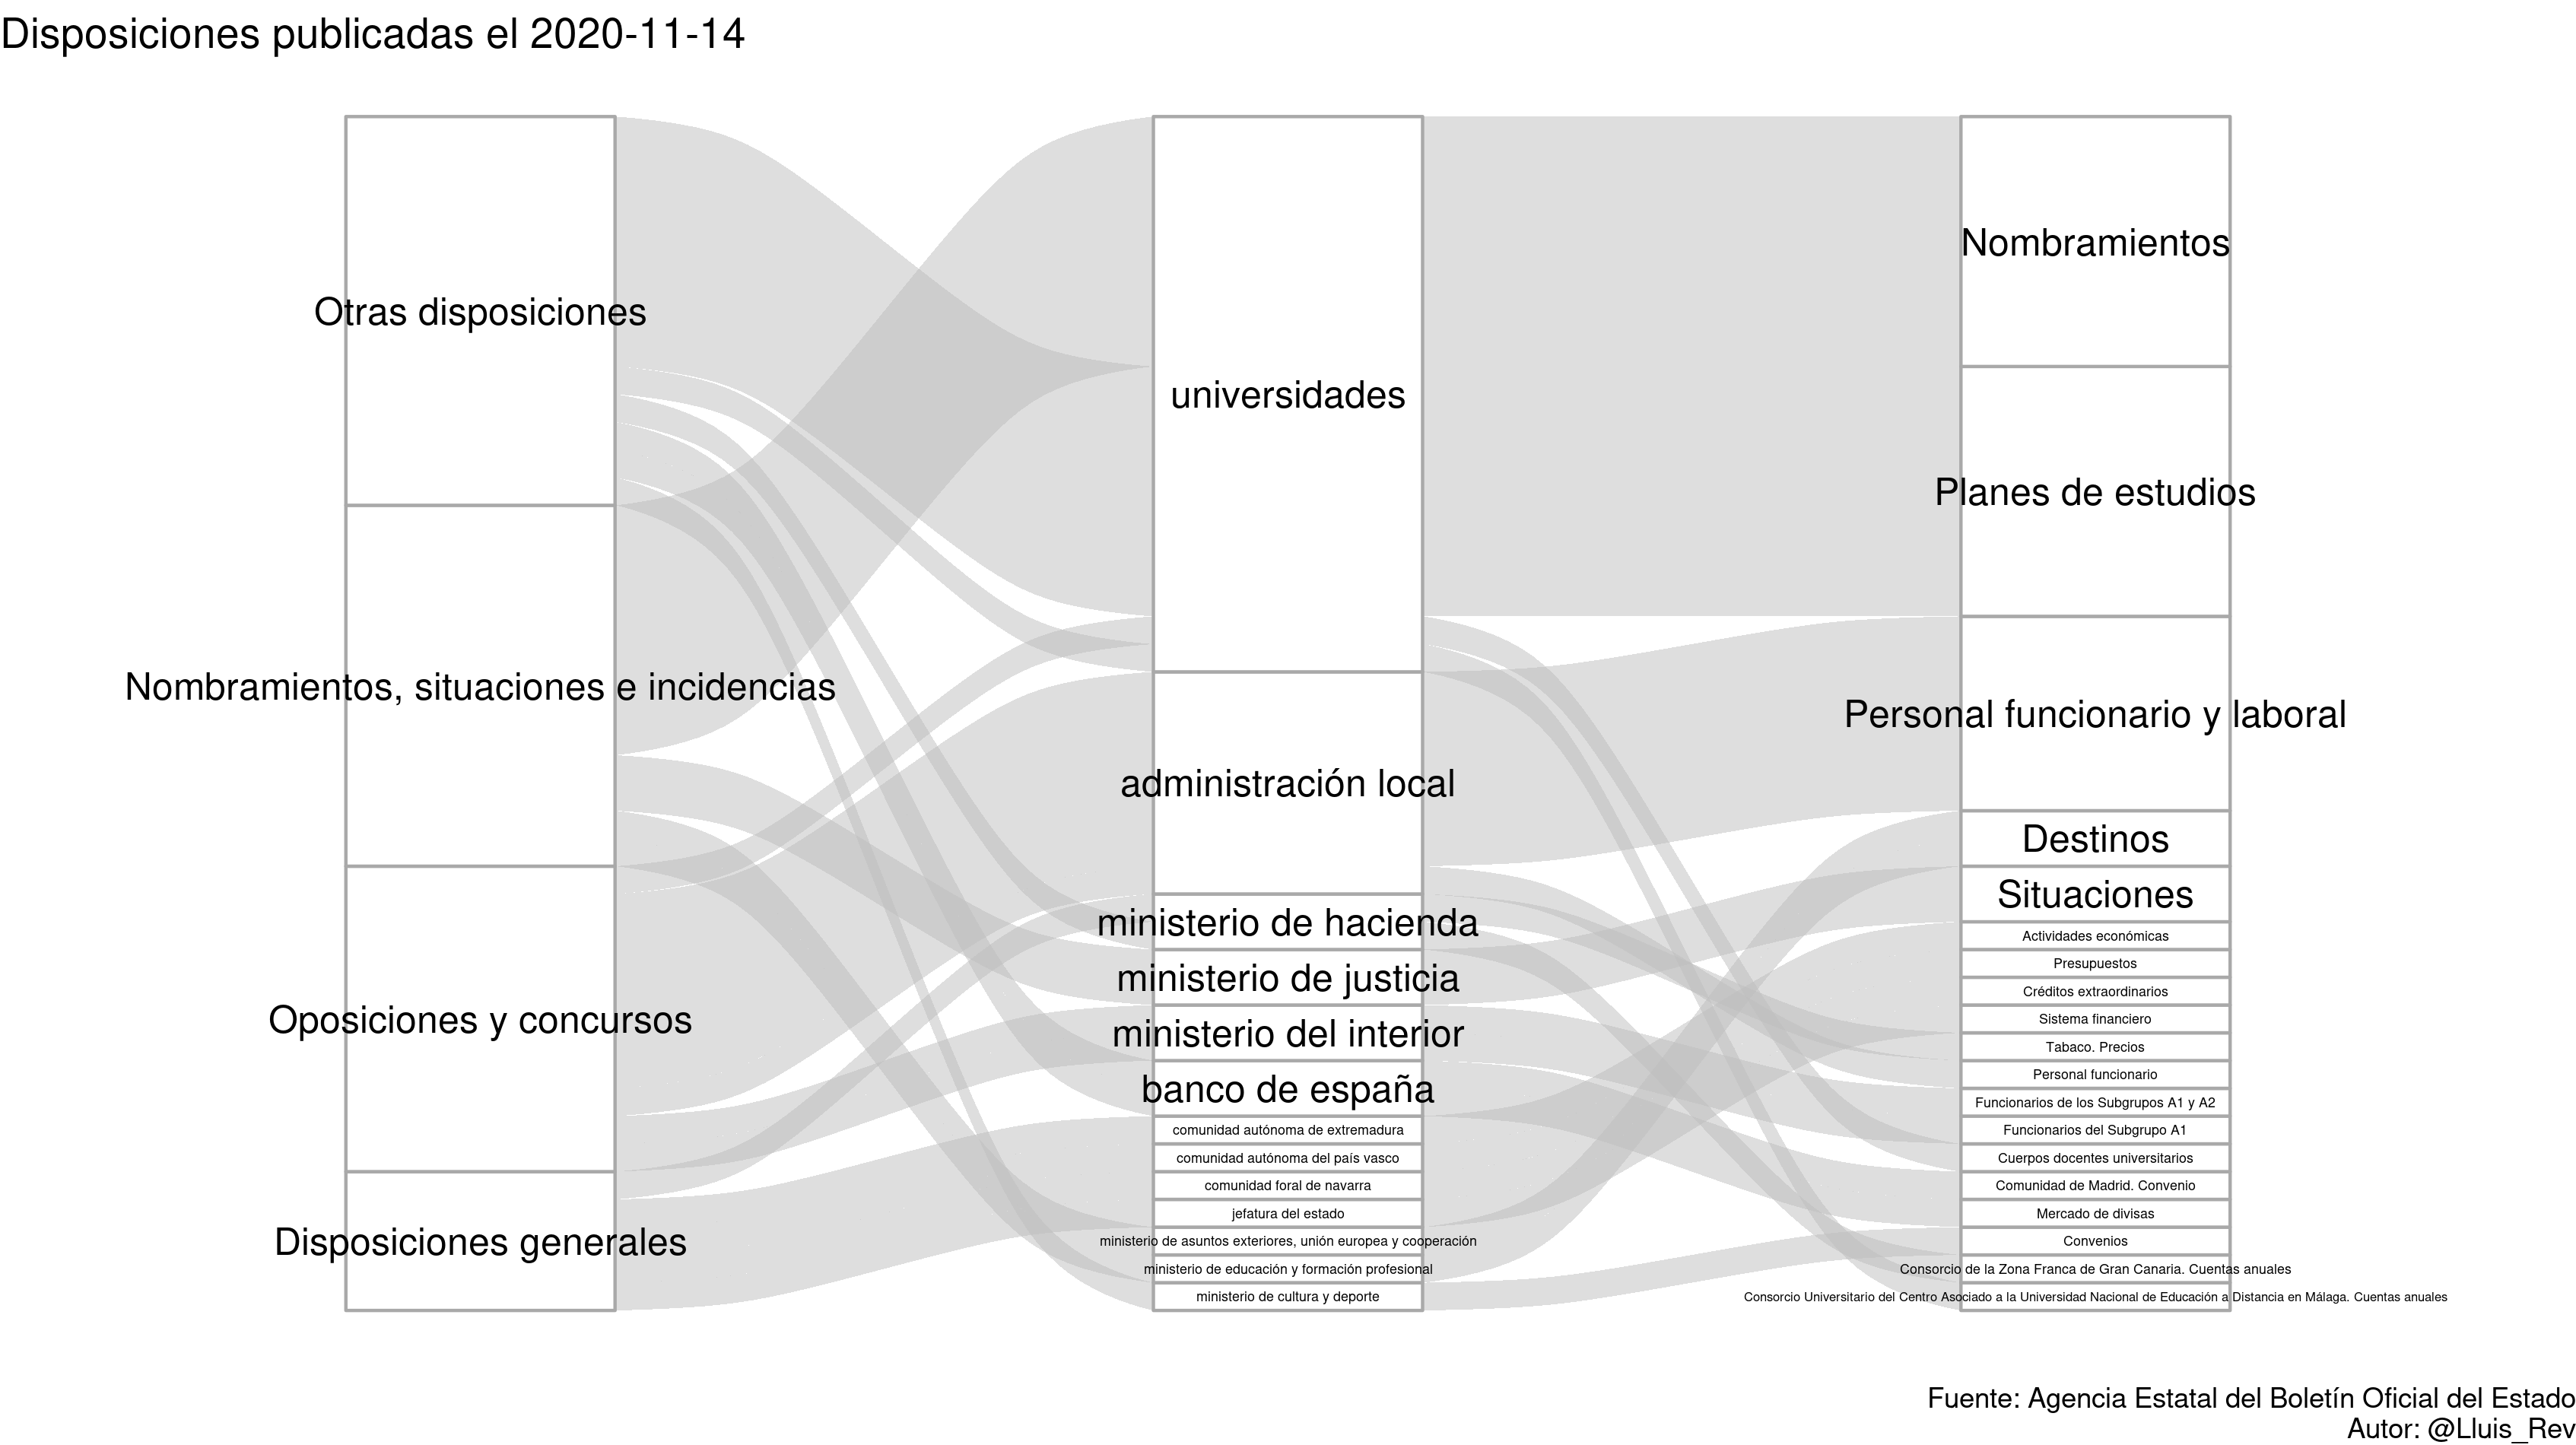 Disposiciones publicadas el 2020-11-14
Otras disposiciones
Nombramientos, situaciones e incidencias
Oposiciones y concursos
Disposiciones generales
universidades
administración local
ministerio de hacienda
ministerio de justicia
ministerio del interior
banco de españa
comunidad autónoma de extremadura
comunidad autónoma del país vasco
comunidad foral de navarra
jefatura del estado
ministerio de asuntos exteriores, unión europea y cooperación
ministerio de educación y formación profesional
ministerio de cultura y deporte
Nombramientos
Planes de estudios
Personal funcionario y laboral
Destinos
Situaciones
Actividades económicas
Presupuestos
Créditos extraordinarios
Sistema financiero
Tabaco. Precios
Personal funcionario
Funcionarios de los Subgrupos A1 y A2
Funcionarios del Subgrupo A1
Cuerpos docentes universitarios
Comunidad de Madrid. Convenio
Mercado de divisas
Convenios
Consorcio de la Zona Franca de Gran Canaria. Cuentas anuales
Consorcio Universitario del Centro Asociado a la Universidad Nacional de Educación a Distancia en Málaga. Cuentas anuales
Fuente: Agencia Estatal del Boletín Oficial del Estado
Autor: @Lluis_Rev